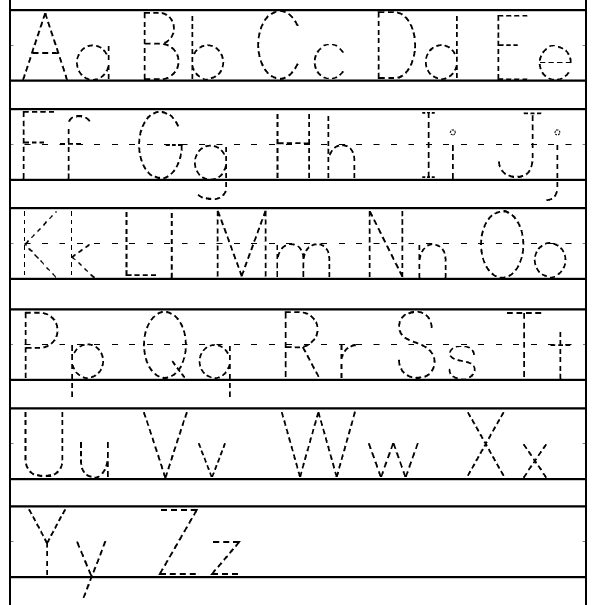 Aa Bb Cc Dd Ee
Ff Gg Hh Ii Jj
Kk Ll Mm Nn Oo
Pp Qq Rr Ss Tt
Uu Vv Ww Xx
Yy Zz